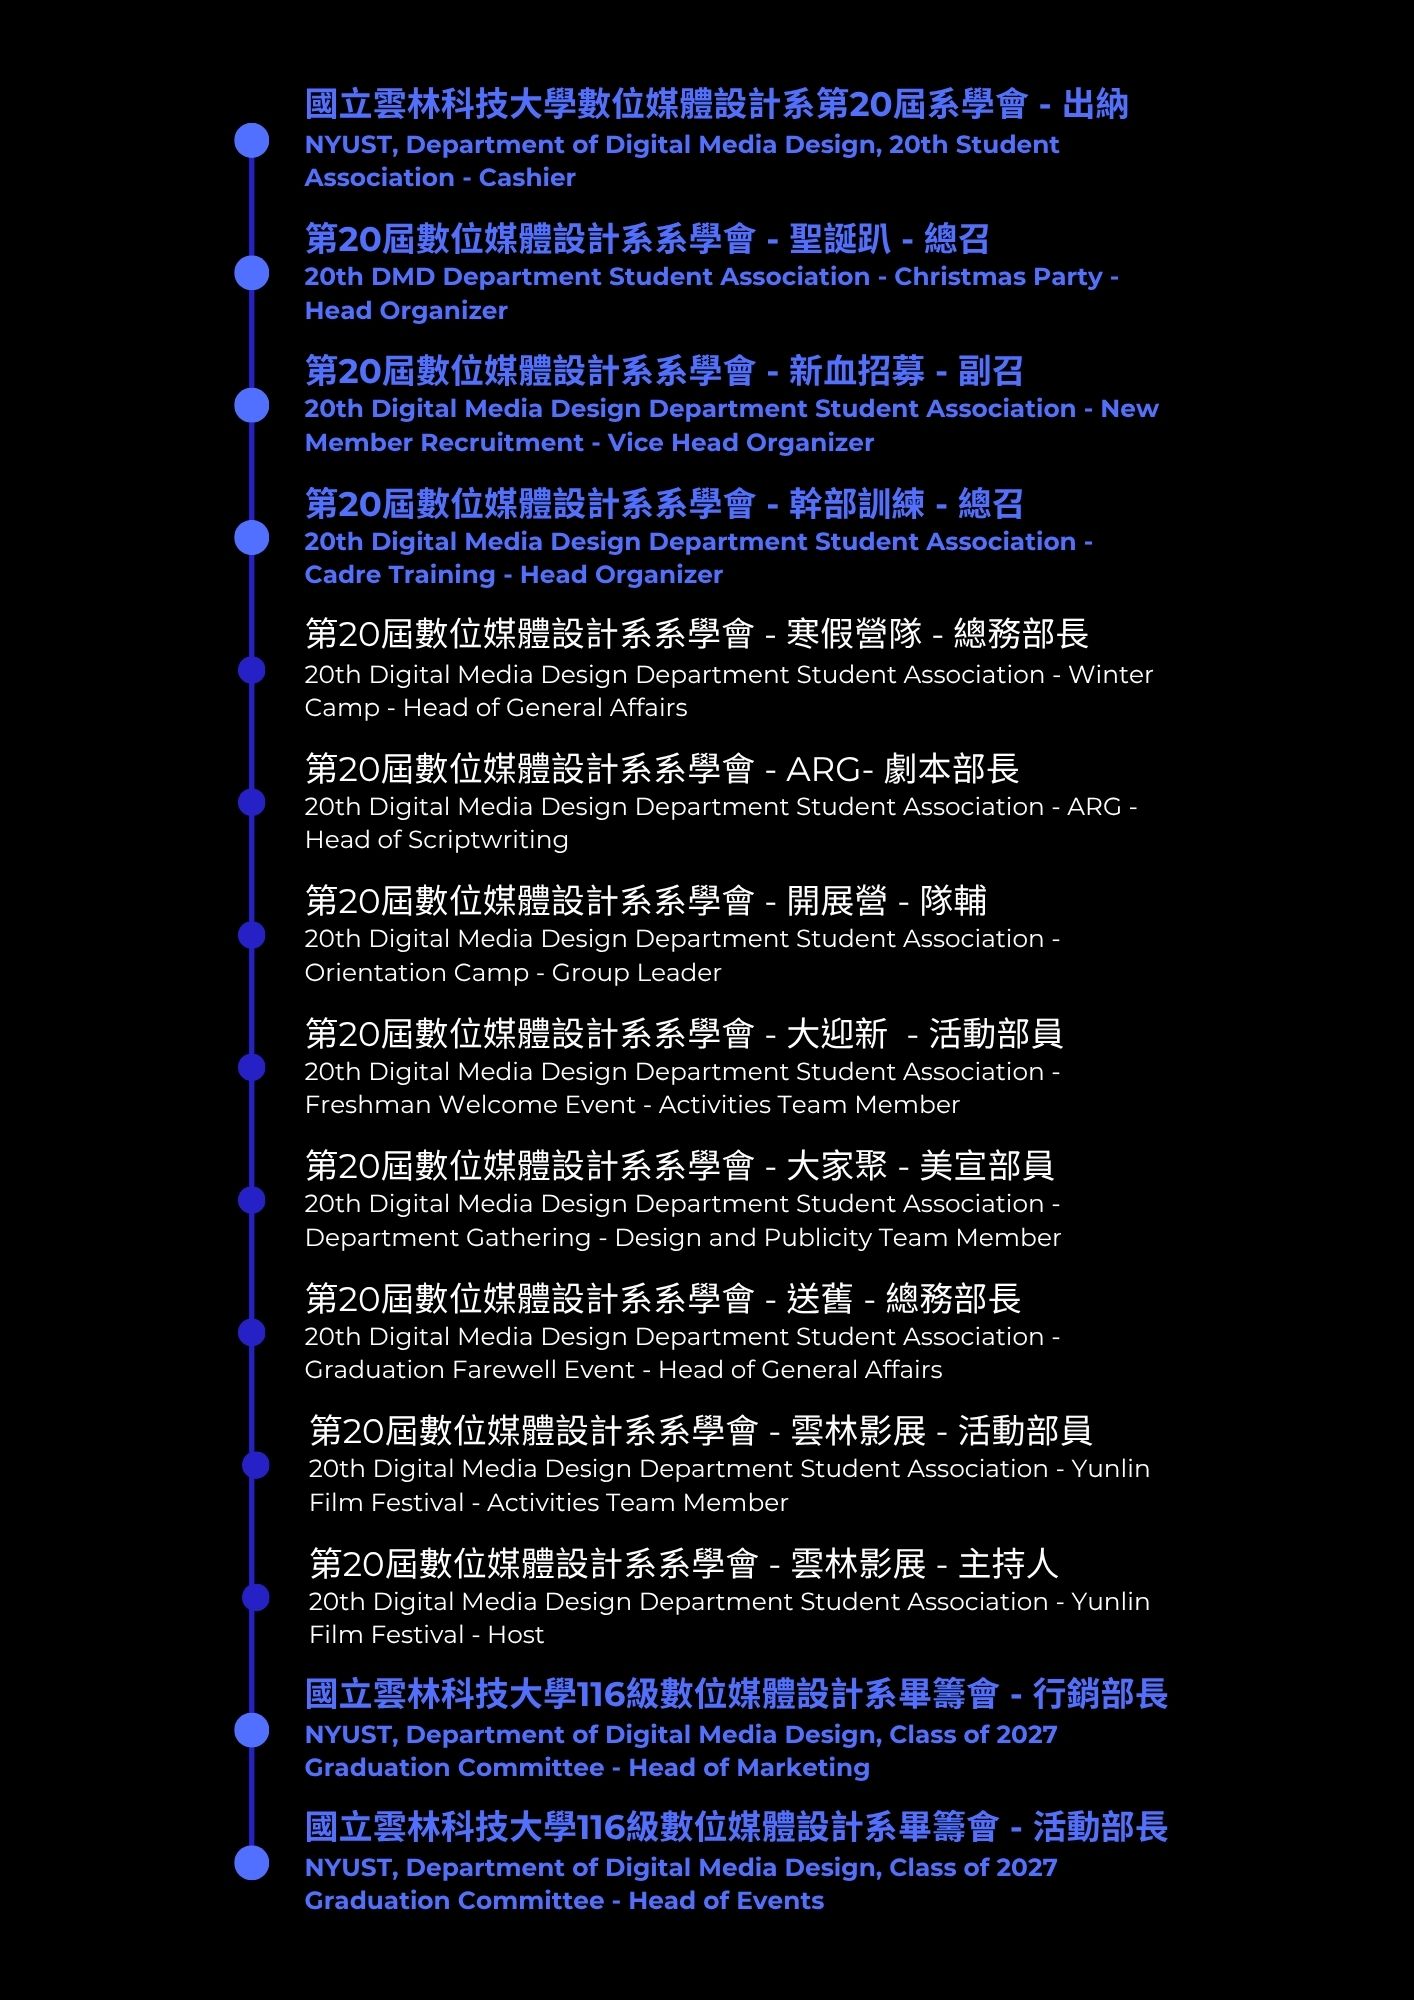 國立雲林科技大學數位媒體設計系第20屆系學會 - 出納
NYUST, Department of Digital Media Design, 20th Student
Association - Cashier
第20屆數位媒體設計系系學會 - 聖誕趴 - 總召
20th DMD Department Student Association - Christmas Party -
Head Organizer
第20屆數位媒體設計系系學會 - 新血招募 - 副召
20th Digital Media Design Department Student Association - New
Member Recruitment - Vice Head Organizer
第20屆數位媒體設計系系學會 - 幹部訓練 - 總召
20th Digital Media Design Department Student Association -
Cadre Training - Head Organizer
第20屆數位媒體設計系系學會 - 寒假營隊 - 總務部長
20th Digital Media Design Department Student Association - Winter
Camp - Head of General Affairs
第20屆數位媒體設計系系學會 - ARG- 劇本部長
20th Digital Media Design Department Student Association - ARG -
Head of Scriptwriting
第20屆數位媒體設計系系學會 - 開展營 - 隊輔
20th Digital Media Design Department Student Association -
Orientation Camp - Group Leader
第20屆數位媒體設計系系學會 - 大迎新 - 活動部員
20th Digital Media Design Department Student Association -
Freshman Welcome Event - Activities Team Member
第20屆數位媒體設計系系學會 - 大家聚 - 美宣部員
20th Digital Media Design Department Student Association -
Department Gathering - Design and Publicity Team Member
第20屆數位媒體設計系系學會 - 送舊 - 總務部長
20th Digital Media Design Department Student Association -
Graduation Farewell Event - Head of General Affairs
第20屆數位媒體設計系系學會 - 雲林影展 - 活動部員
20th Digital Media Design Department Student Association - Yunlin
Film Festival - Activities Team Member
第20屆數位媒體設計系系學會 - 雲林影展 - 主持人
20th Digital Media Design Department Student Association - Yunlin
Film Festival - Host
國立雲林科技大學116級數位媒體設計系畢籌會 - 行銷部長
NYUST, Department of Digital Media Design, Class of 2027
Graduation Committee - Head of Marketing
國立雲林科技大學116級數位媒體設計系畢籌會 - 活動部長
NYUST, Department of Digital Media Design, Class of 2027
Graduation Committee - Head of Events